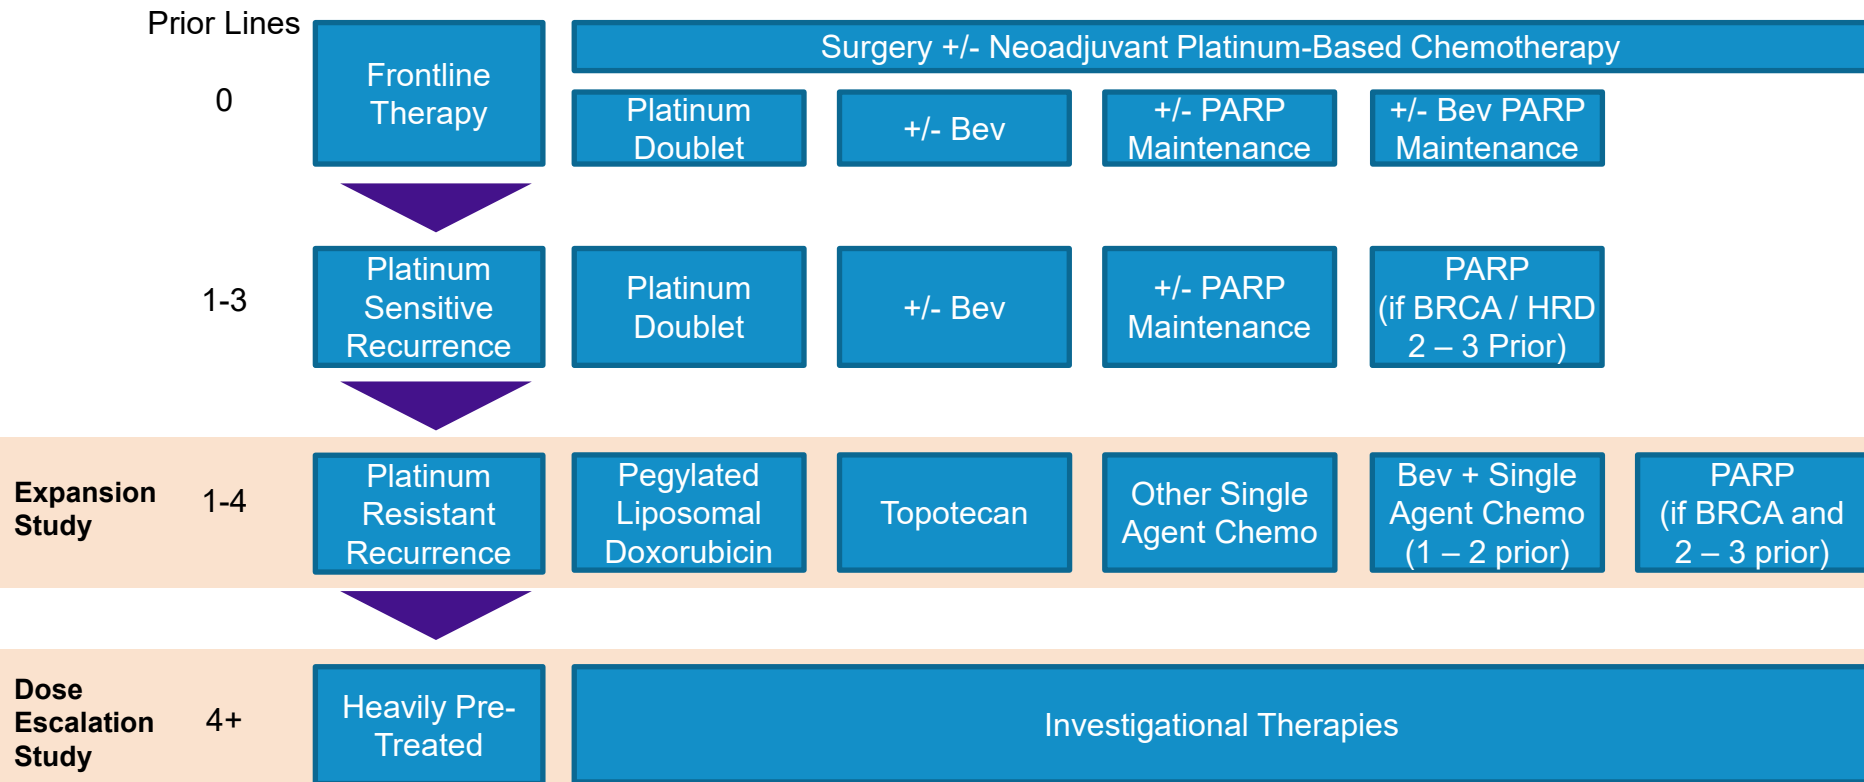 Prior Lines
0
Frontline
Therapy
Surgery +/- Neoadjuvant Platinum-Based Chemotherapy
Platinum
Doublet
+/- Bev
+/- PARP
Maintenance
+/- Bev PARP
Maintenance
1-3
Platinum
Sensitive
Recurrence
Platinum
Doublet
+/- Bev
+/- PARP
Maintenance
PARP
(if BRCA / HRD
2 – 3 Prior)
Expansion
Study
1-4
Platinum
Resistant
Recurrence
Pegylated
Liposomal
Doxorubicin
Topotecan
Other Single
Agent Chemo
Bev + Single
Agent Chemo
(1 – 2 prior)
PARP
(if BRCA and
2 – 3 prior)
Dose
Escalation
Study
4+
Heavily Pre-
Treated
Investigational Therapies